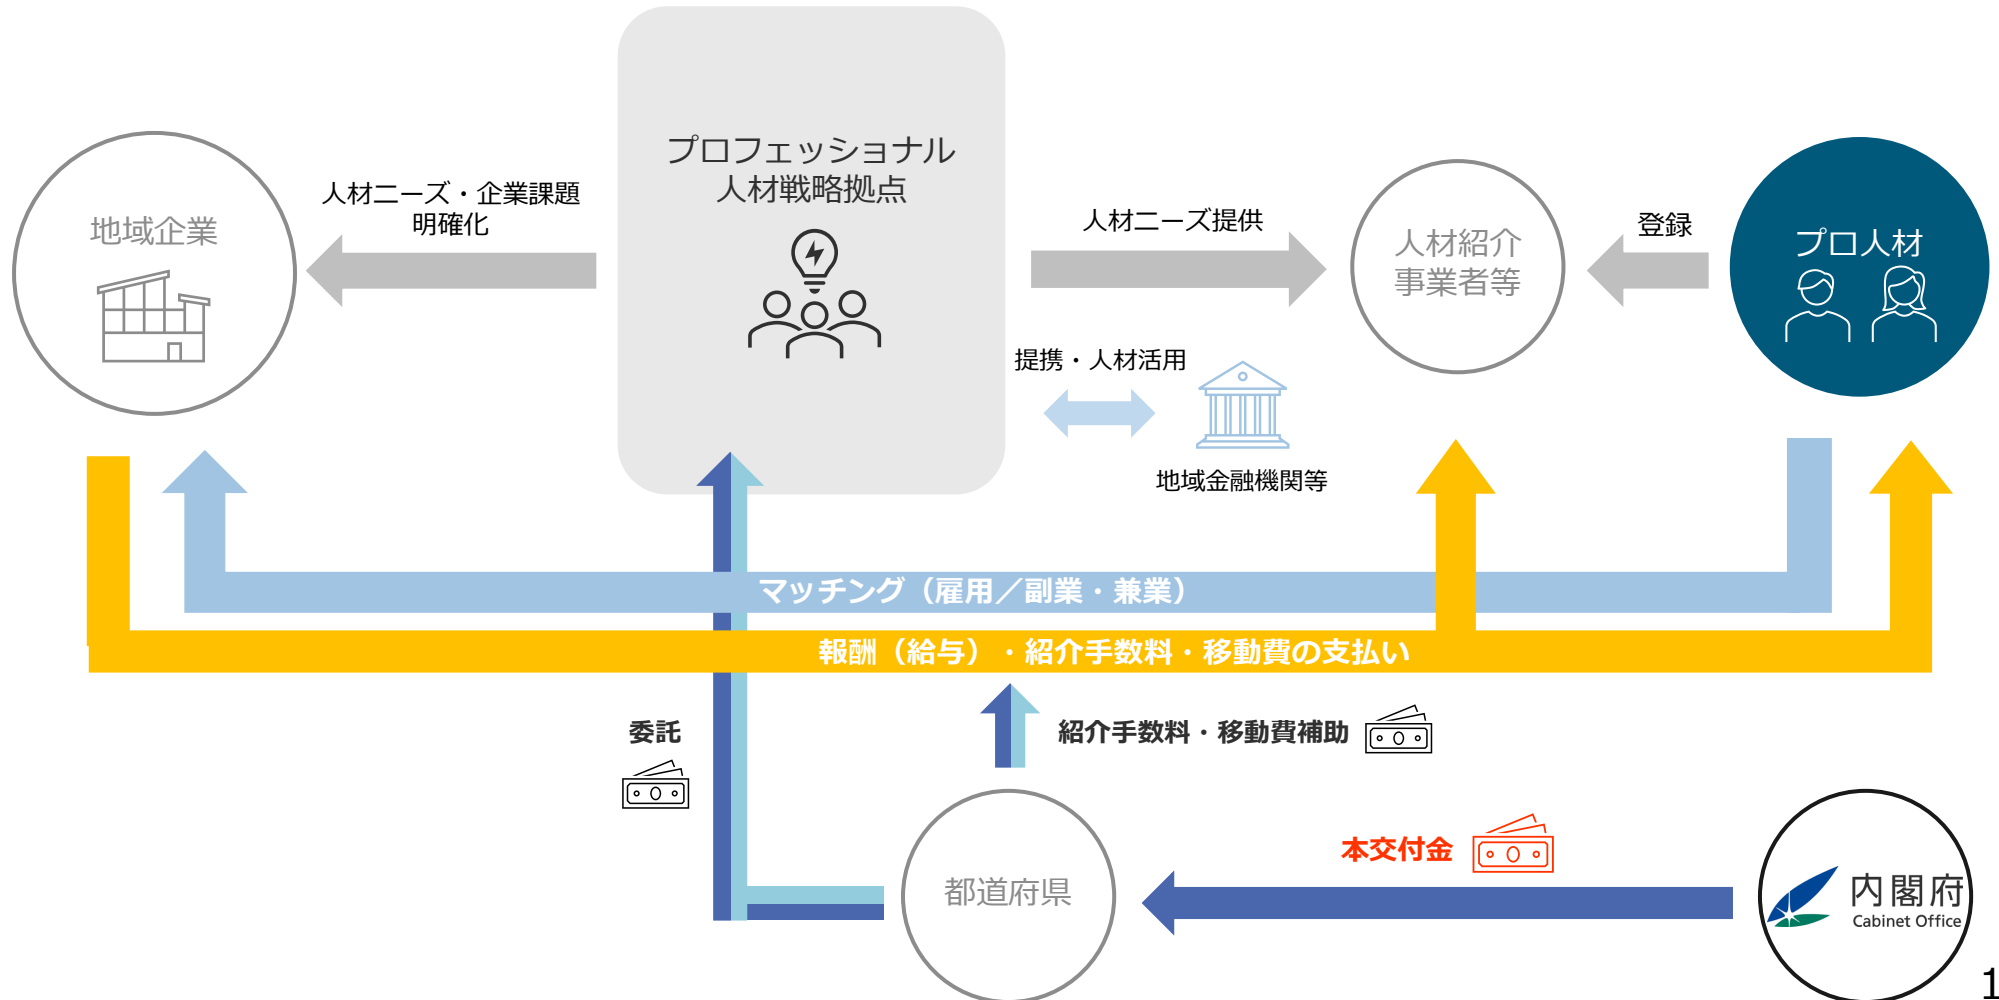 プロフェッショナル
人材戦略拠点
地域企業
人材ニーズ・企業課題
明確化
人材ニーズ提供
人材紹介
事業者等
登録
プロ人材
提携・人材活用
地域金融機関等
マッチング（雇用／副業・兼業）
報酬（給与）・紹介手数料・移動費の支払い
委託
紹介手数料・移動費補助
本交付金
都道府県
内閣府
Cabinet Office
1